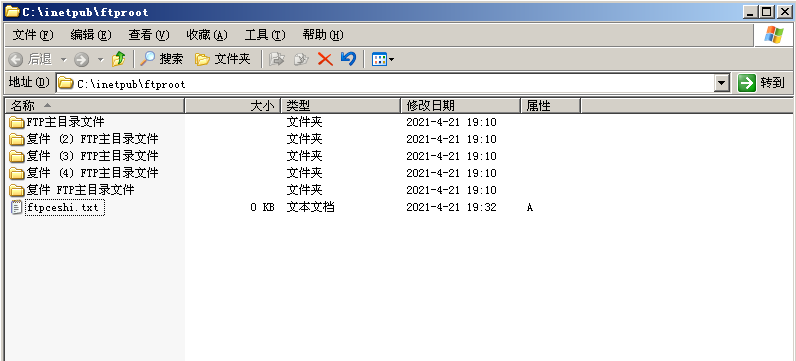 C:\inetpub\ftproot
文件(F) 编辑(E) 查看(V) 收藏(A) 工具(T) 帮助(H)
后退 搜索 文件夹
地址(D) C:\inetpub\ftproot 转到
名称 大小 类型 修改日期 属性
FTP主目录文件 文件夹 2021-4-21 19:10
复件 (2) FTP主目录文件 文件夹 2021-4-21 19:10
复件 (3) FTP主目录文件 文件夹 2021-4-21 19:10
复件 (4) FTP主目录文件 文件夹 2021-4-21 19:10
复件 FTP主目录文件 文件夹 2021-4-21 19:10
ftpceshi.txt 0 KB 文本文档 2021-4-21 19:32 A